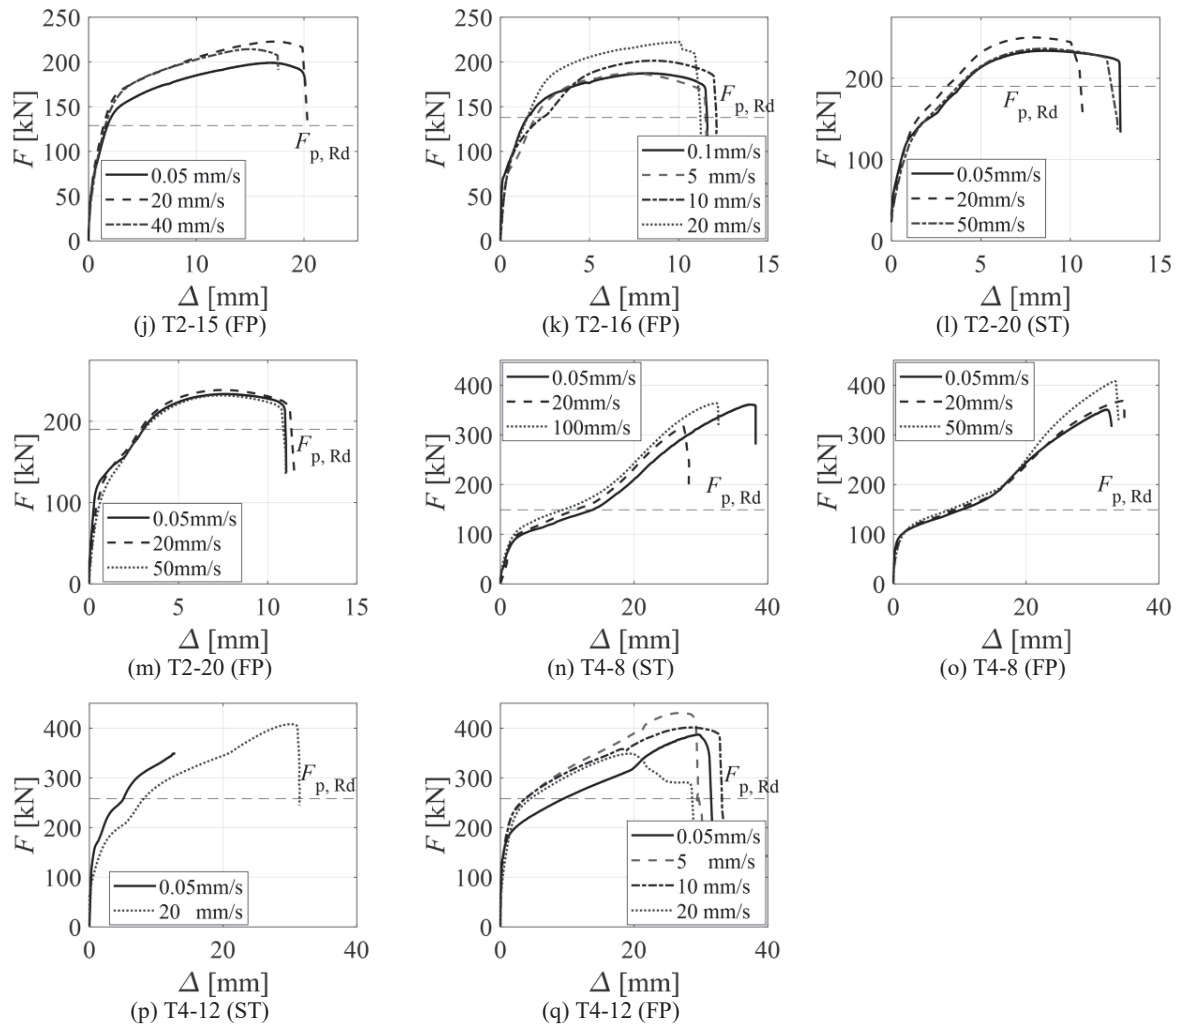 250
200
150
100
50
0
F [kN]
F p, Rd
0.05 mm/s
20 mm/s
40 mm/s
0 10 20
Δ [mm]
(j) T2-15 (FP)
250
200
150
100
50
0
F [kN]
F p, Rd
0.1mm/s
5 mm/s
10 mm/s
20 mm/s
0 5 10 15
Δ [mm]
(k) T2-16 (FP)
200
100
0
F [kN]
F p, Rd
0.05mm/s
20mm/s
50mm/s
0 5 10 15
Δ [mm]
(l) T2-20 (ST)
200
100
0
F [kN]
F p, Rd
0.05mm/s
20mm/s
50mm/s
0 5 10 15
Δ [mm]
(m) T2-20 (FP)
400
300
200
100
0
F [kN]
0.05mm/s
20mm/s
100mm/s
F p, Rd
0 20 40
Δ [mm]
(n) T4-8 (ST)
400
300
200
100
0
F [kN]
0.05mm/s
20mm/s
50mm/s
F p, Rd
0 20 40
Δ [mm]
(o) T4-8 (FP)
400
300
200
100
0
F [kN]
F p, Rd
0.05mm/s
20 mm/s
0 20 40
Δ [mm]
(p) T4-12 (ST)
400
300
200
100
0
F [kN]
F p, Rd
0.05mm/s
5 mm/s
10 mm/s
20 mm/s
0 20 40
Δ [mm]
(q) T4-12 (FP)